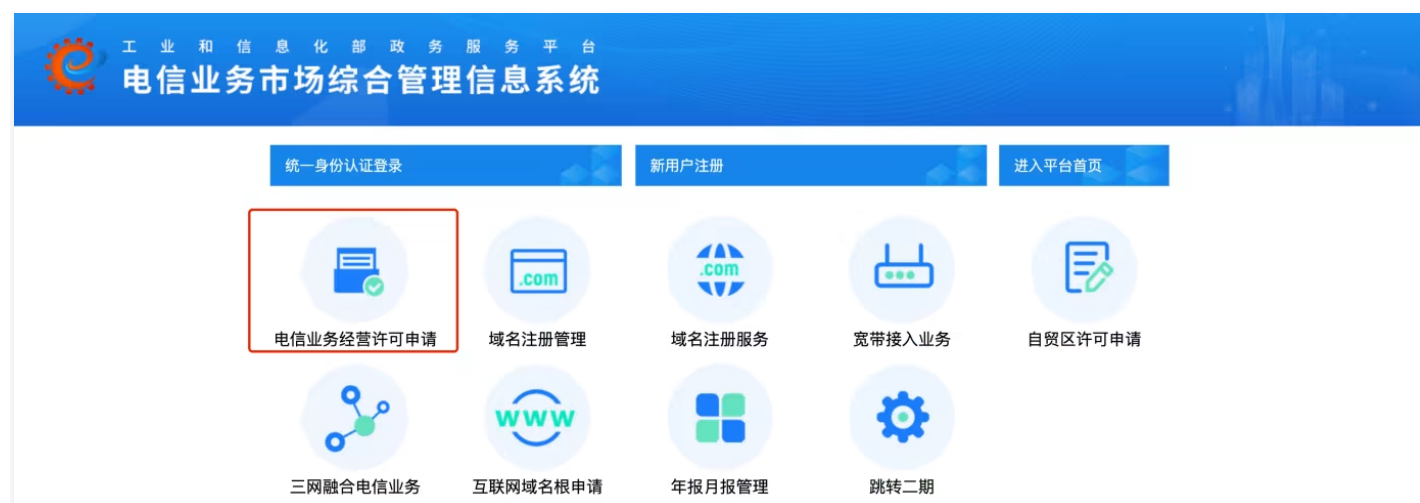 工业和信息化部政务服务平台
电信业务市场综合管理信息系统
统一身份认证登录
新用户注册
进入平台首页
.com
.com
电信业务经营许可申请
域名注册管理
域名注册服务
宽带接入业务
自贸区许可申请
www
三网融合电信业务
互联网域名根申请
年报月报管理
跳转二期